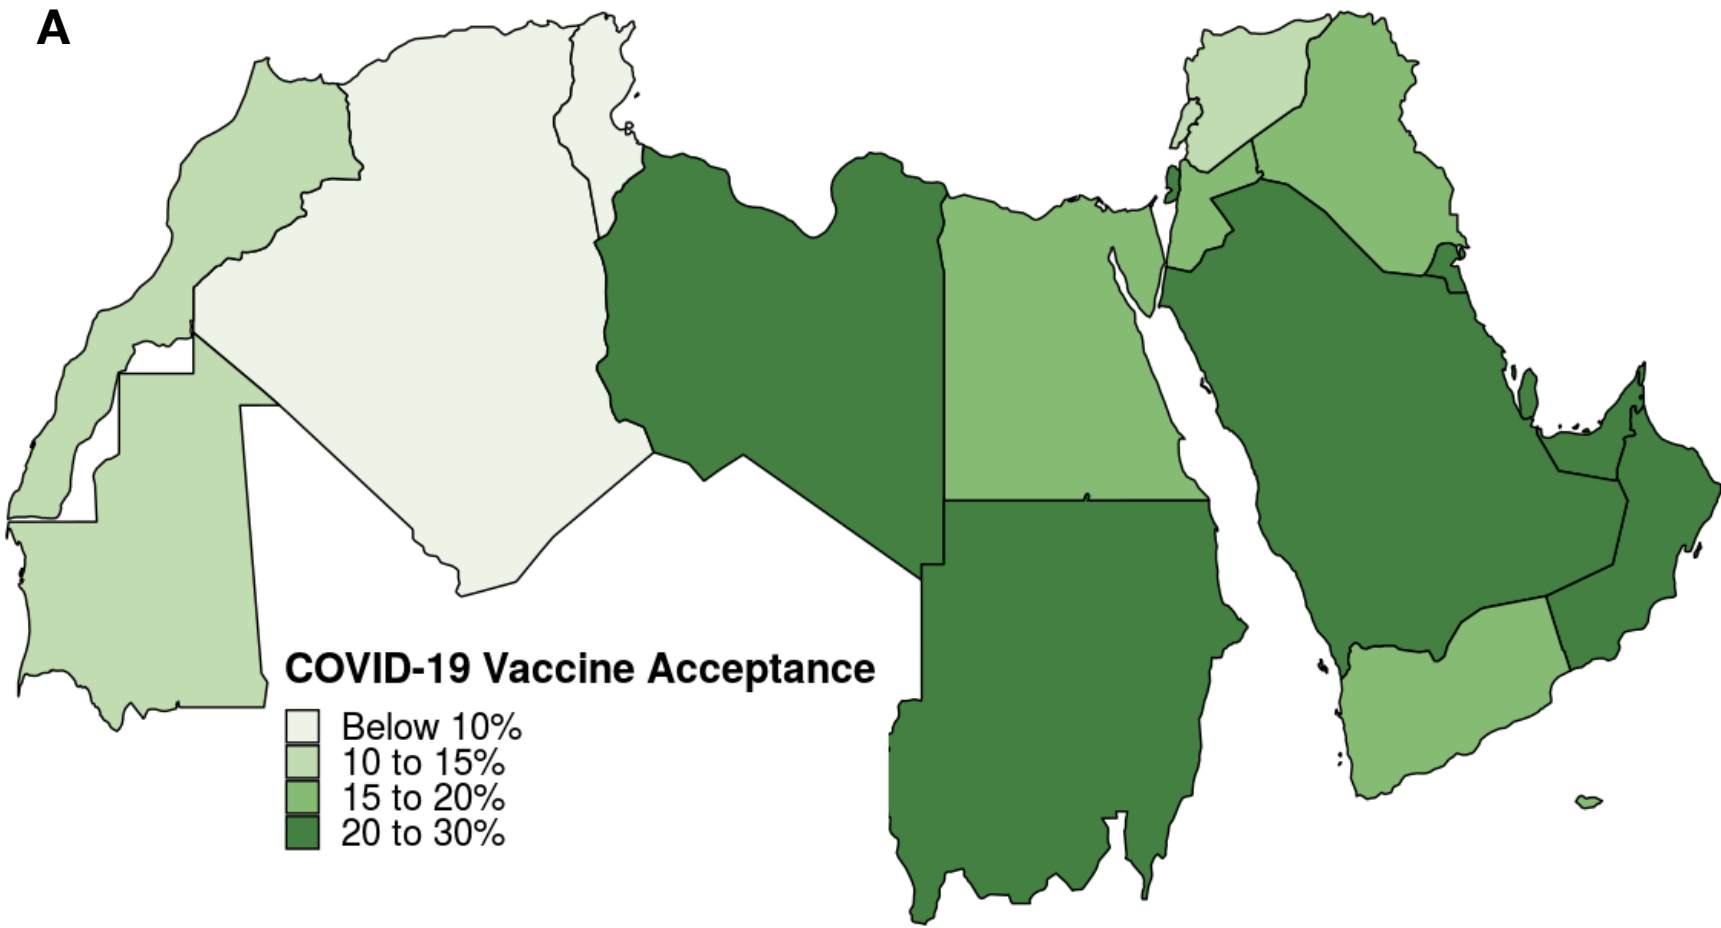 A
COVID-19 Vaccine Acceptance
Below 10%
10 to 15%
15 to 20%
20 to 30%